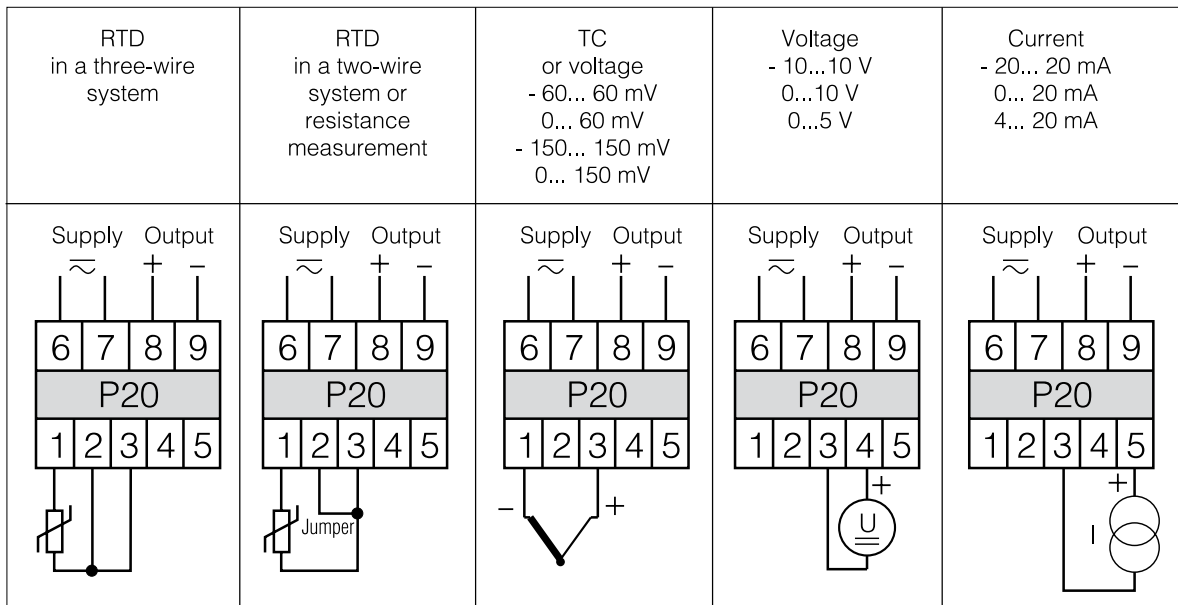 RTD
in a three-wire
system
RTD
in a two-wire
system or
resistance
measurement
TC
or voltage
- 60... 60 mV
0... 60 mV
- 150... 150 mV
0... 150 mV
Voltage
- 10...10 V
0...10 V
0...5 V
Current
- 20... 20 mA
0... 20 mA
4... 20 mA
Supply Output
+ −
6 7 8 9
P20
1 2 3 4 5
Supply Output
+ −
6 7 8 9
P20
1 2 3 4 5
Jumper
Supply Output
+ −
6 7 8 9
P20
1 2 3 4 5
− +
Supply Output
+ −
6 7 8 9
P20
1 2 3 4 5
+
U
Supply Output
+ −
6 7 8 9
P20
1 2 3 4 5
+
I